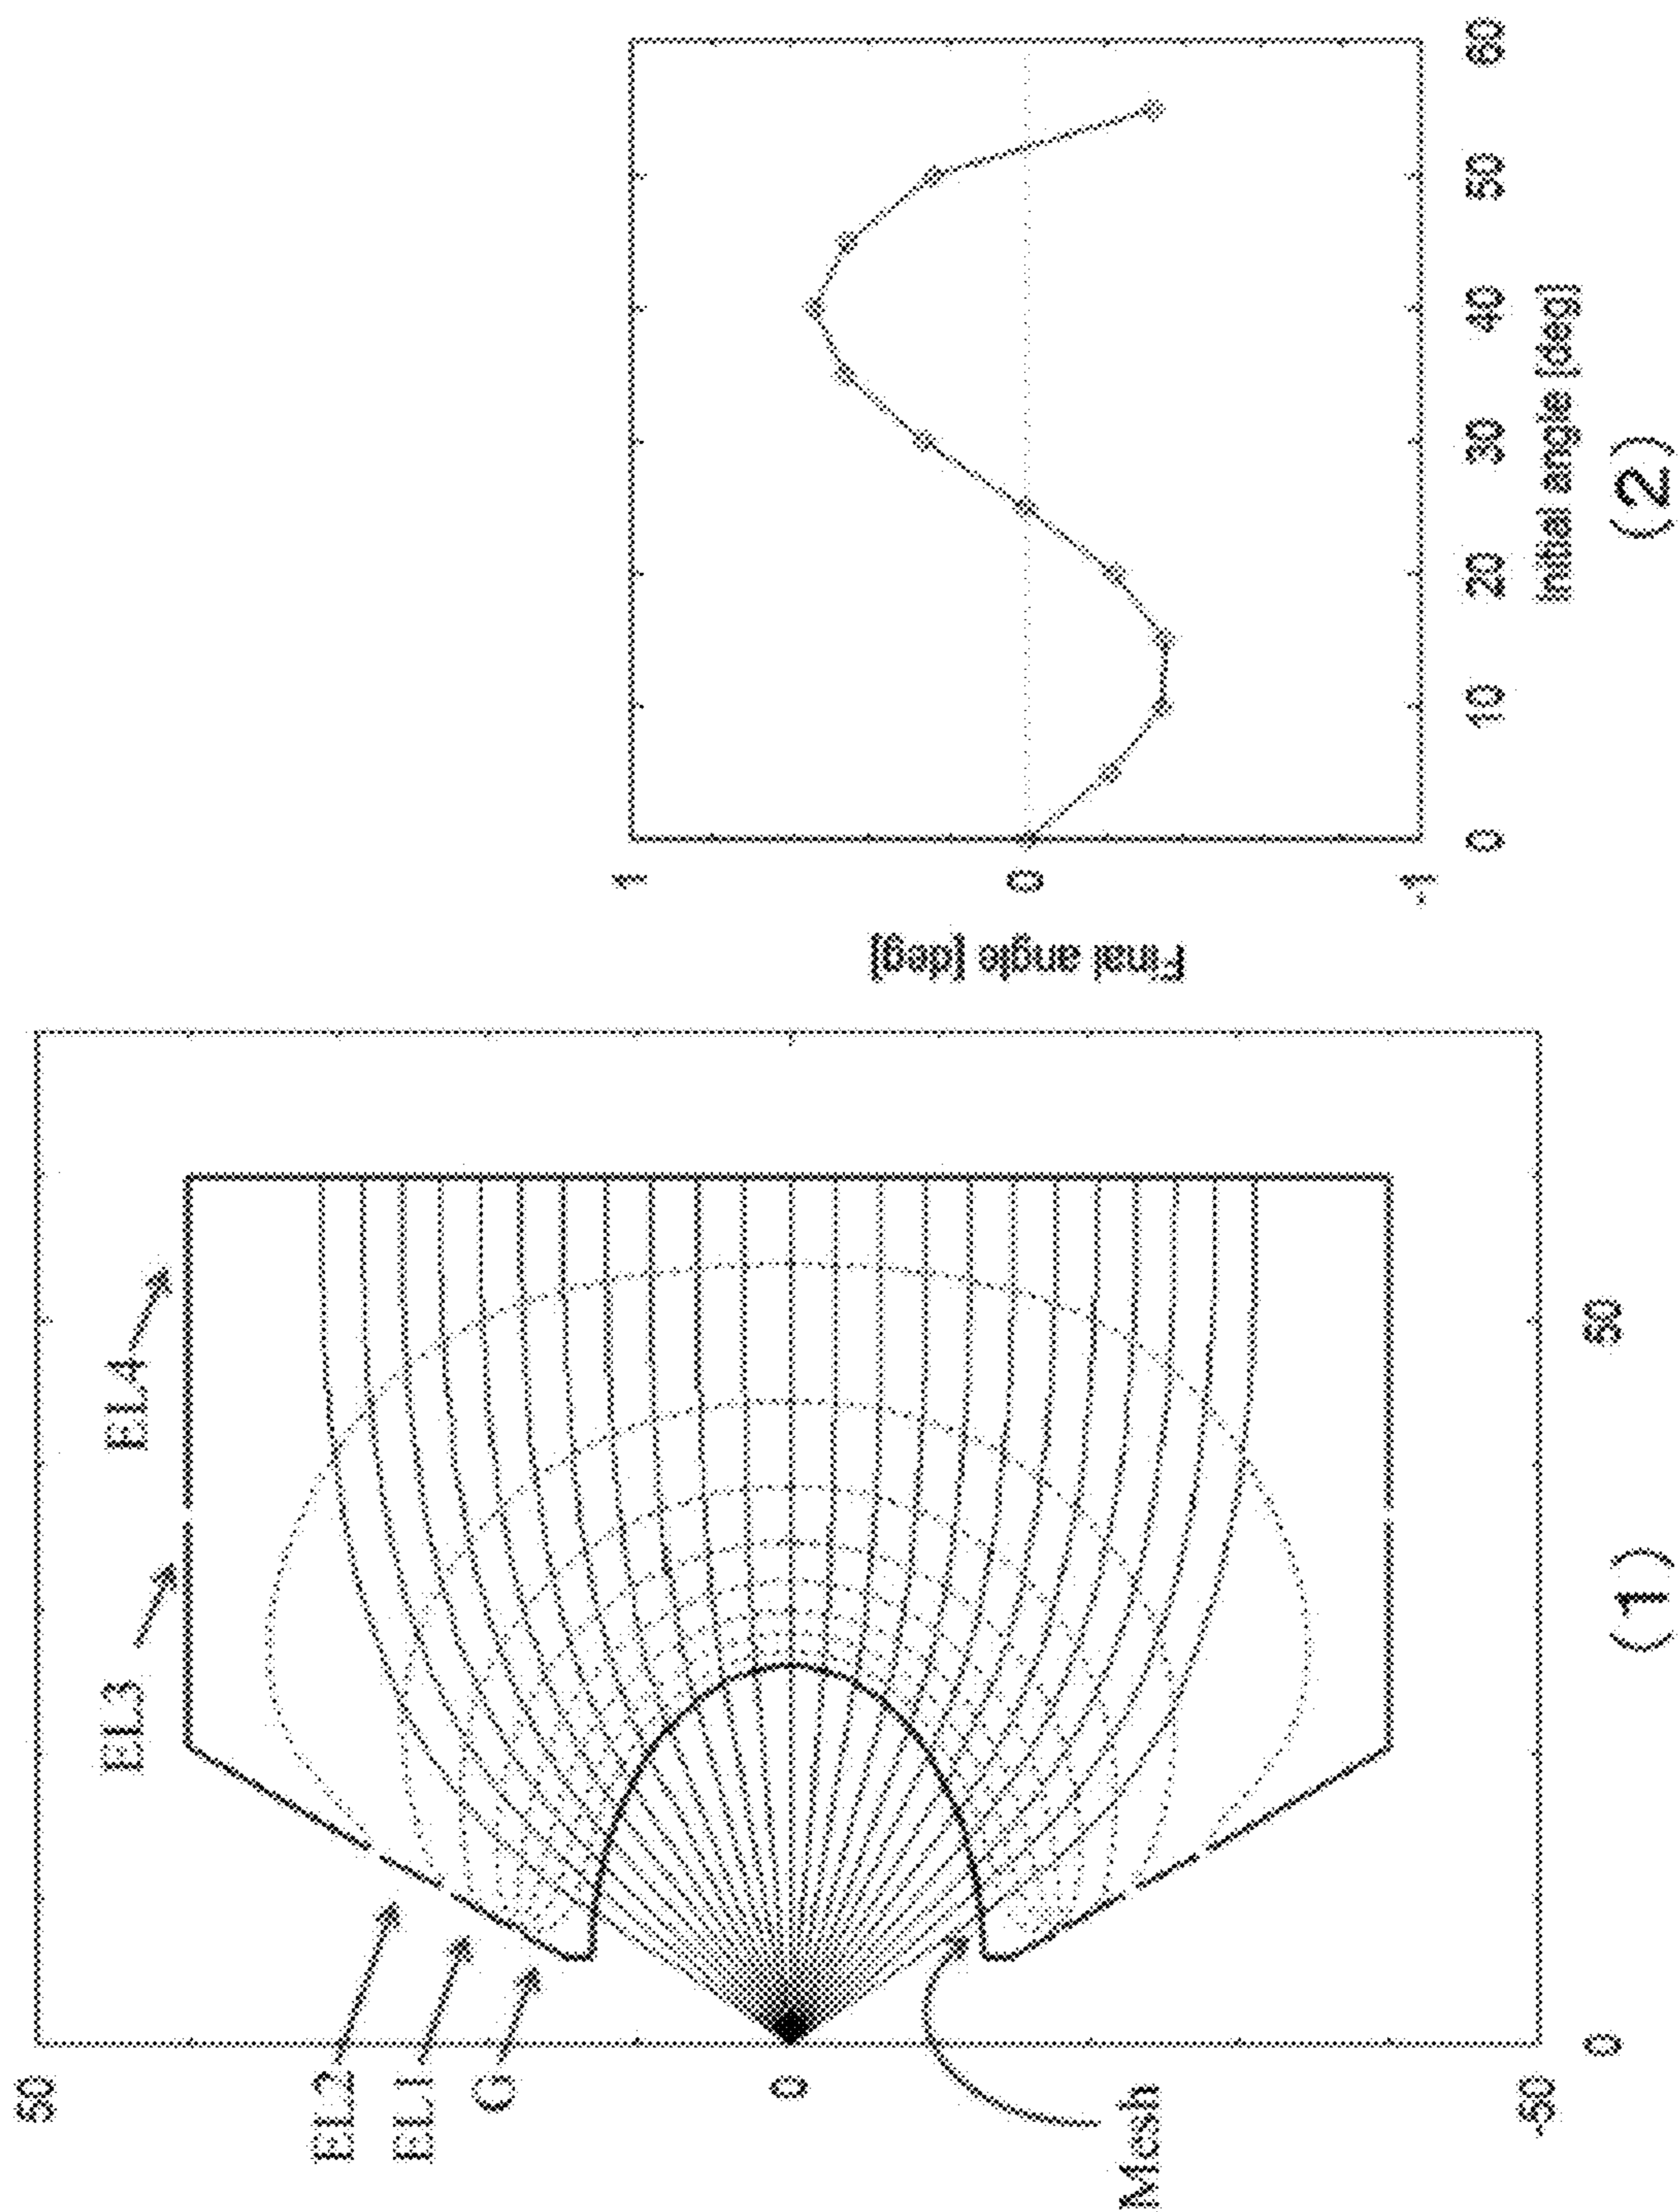 50
0
-50
0
50
EL2
EL1
G
Mesh
EL3
EL4
(1)
Final angle [deg]
1
0
-1
0
10
20
30
40
50
60
Initial angle [deg]
(2)